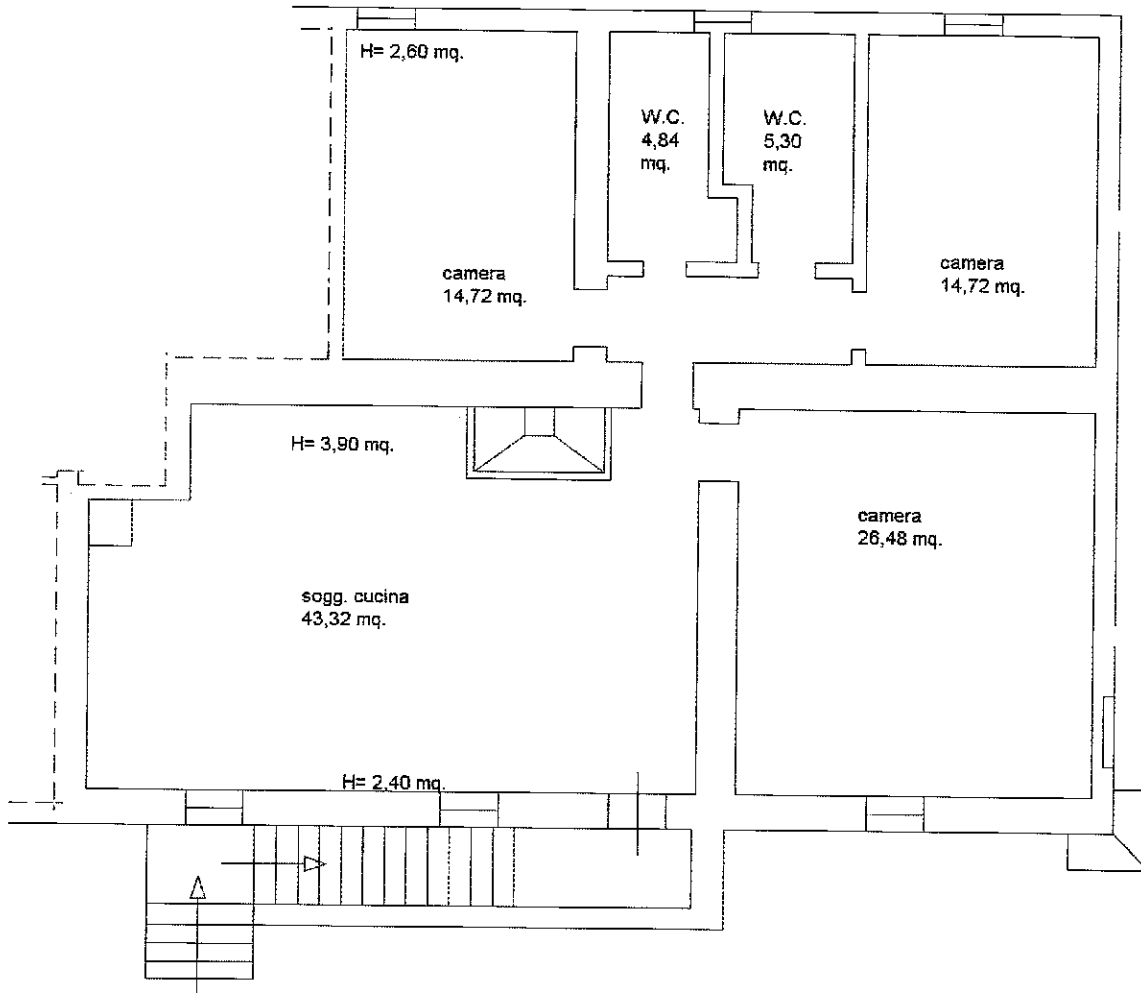 H= 2,60 mq.
W.C.
4,84
mq.
W.C.
5,30
mq.
camera
14,72 mq.
camera
14,72 mq.
H= 3,90 mq.
camera
26,48 mq.
sogg. cucina
43,32 mq.
H= 2,40 mq.